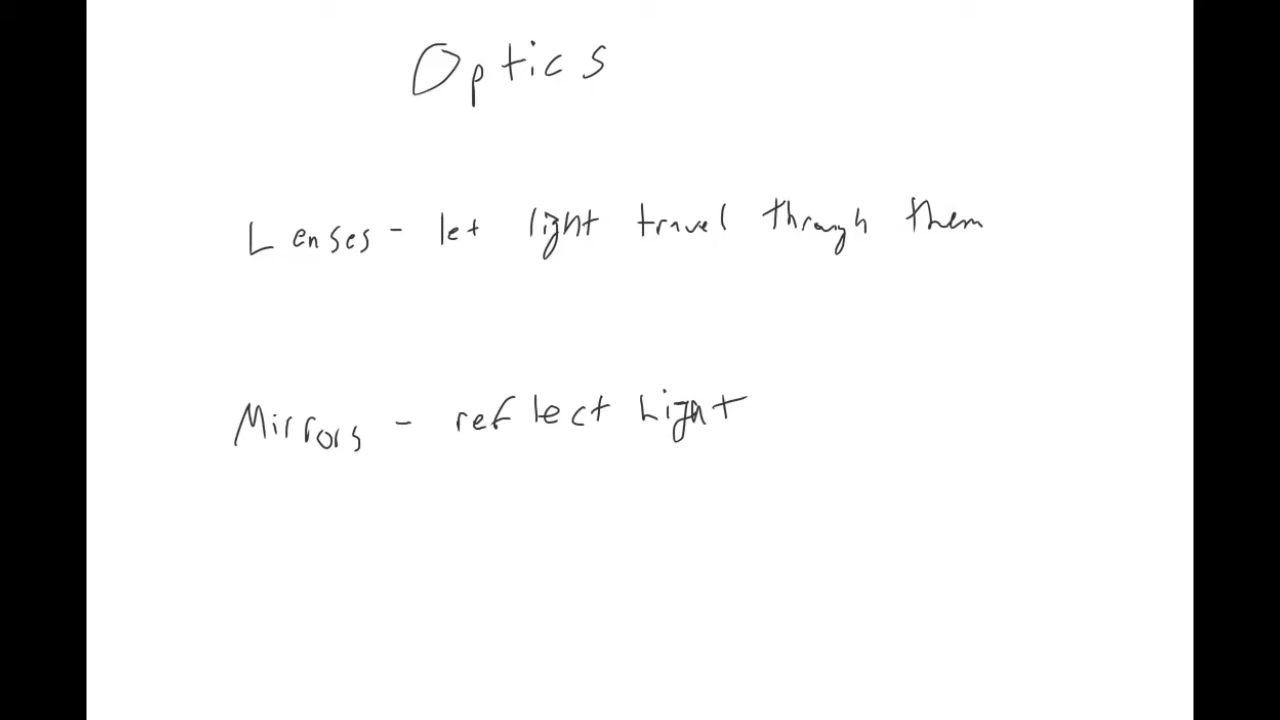 Optics
Lenses - let light travel through them
Mirrors - reflect light